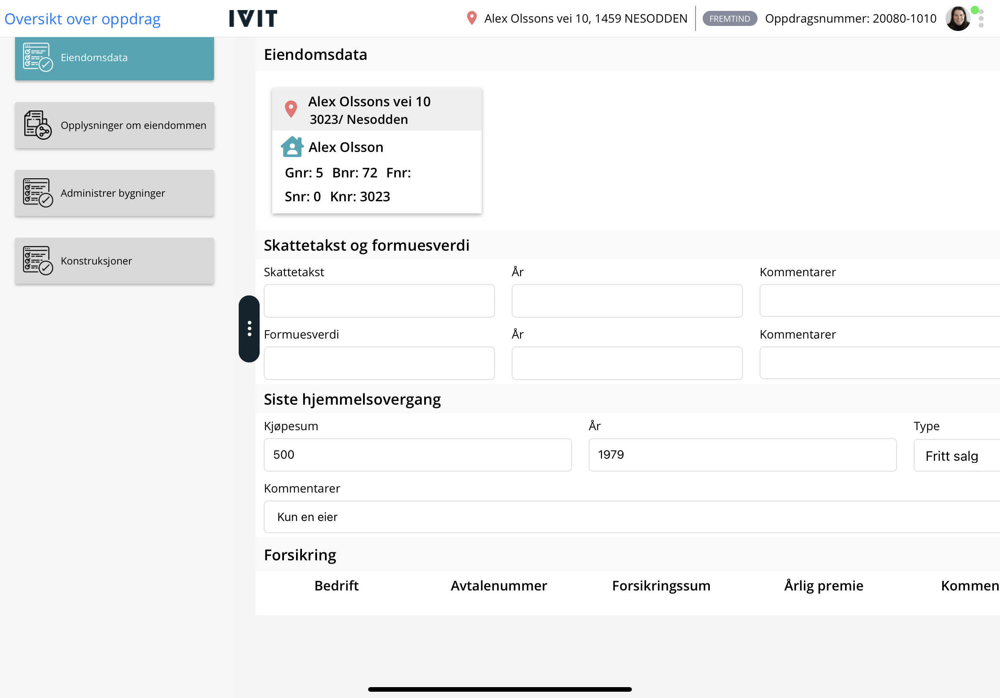 Oversikt over oppdrag
IVIT
Alex Olssons vei 10, 1459 NESODDEN
FREMTIND
Oppdragsnummer: 20080-1010
Eiendomsdata
Opplysninger om eiendommen
Administrer bygninger
Konstruksjoner
Eiendomsdata
Alex Olssons vei 10
3023/ Nesodden
Alex Olsson
Gnr: 5 Bnr: 72 Fnr:
Snr: 0 Knr: 3023
Skattetakst og formuesverdi
Skattetakst År Kommentarer
Formuesverdi År Kommentarer
Siste hjemmelsovergang
Kjøpesum År Type
500 1979 Fritt salg
Kommentarer
Kun en eier
Forsikring
Bedrift Avtalenummer Forsikringssum Årlig premie Kommen